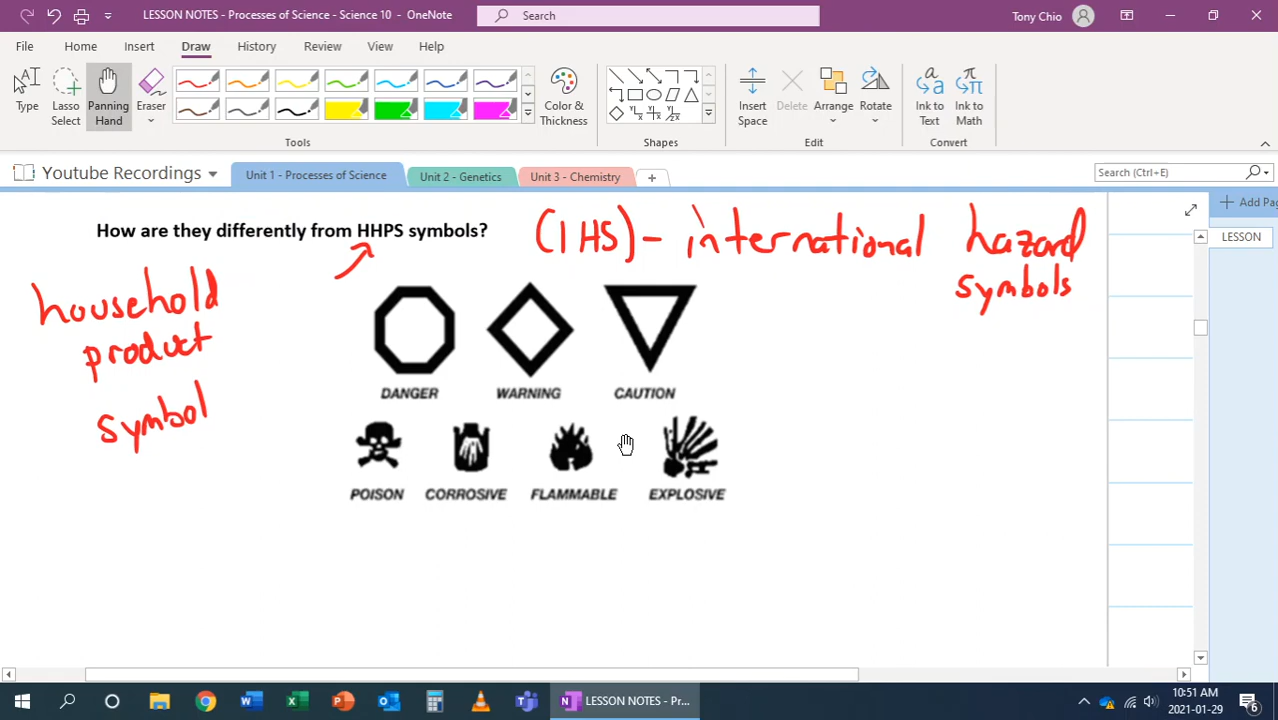 LESSON NOTES - Processes of Science - Science 10 - OneNote
Search
Tony Chio
File Home Insert Draw History Review View Help
Type
Lasso Select
Panning Hand
Eraser
Color & Thickness
Insert Space
Delete
Arrange
Rotate
Ink to Text
Ink to Math
Tools
Shapes
Edit
Convert
Youtube Recordings
Unit 1 - Processes of Science
Unit 2 - Genetics
Unit 3 - Chemistry
Search (Ctrl+E)
Add Pag
LESSON
How are they differently from HHPS symbols?
(IHS) - international hazard
symbols
household
product
symbol
DANGER WARNING CAUTION
POISON CORROSIVE FLAMMABLE EXPLOSIVE
LESSON NOTES - Pr...
10:51 AM
2021-01-29
6